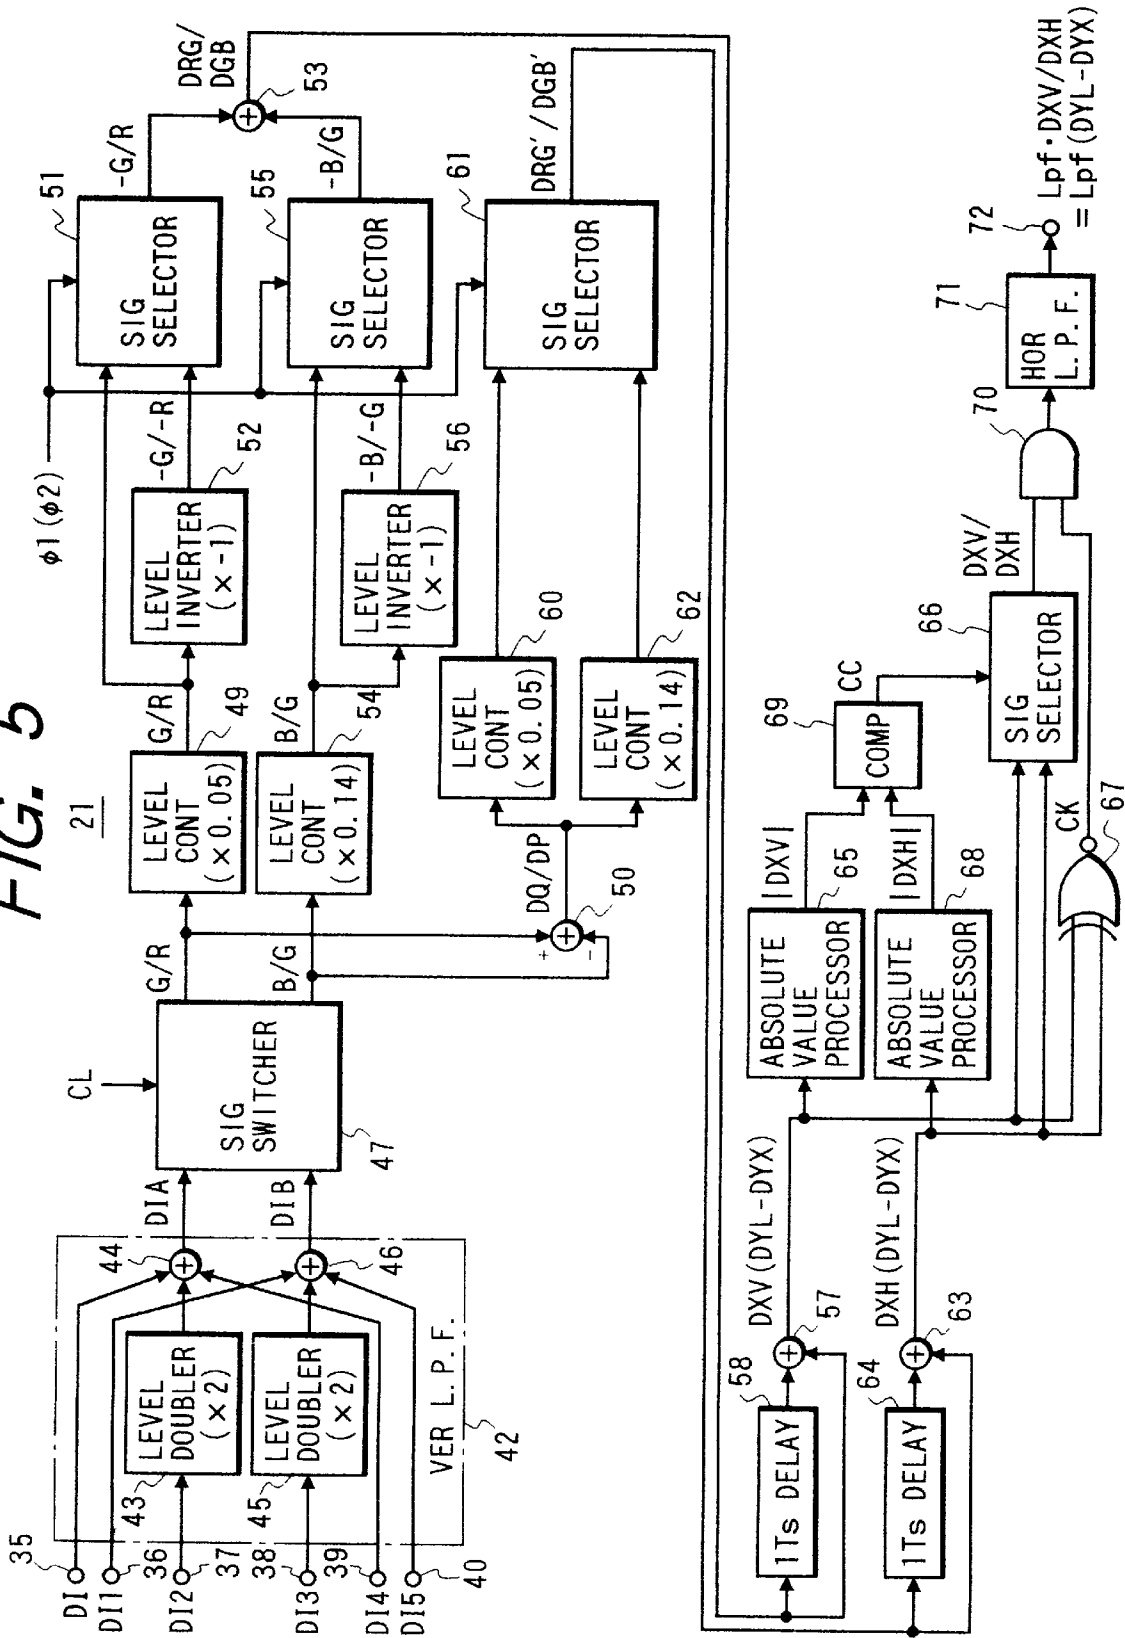 FIG. 5
21
DI
35
DI1
36
DI2
37
DI3
38
DI4
39
DI5
40
43
LEVEL
DOUBLER
(×2)
45
LEVEL
DOUBLER
(×2)
VER L.P.F.
42
44
46
DIA
DIB
CL
SIG
SWITCHER
47
G/R
B/G
LEVEL
CONT
(×0.05)
49
G/R
LEVEL
CONT
(×0.14)
54
B/G
+
-
50
DQ/DP
φ1(φ2)
LEVEL
INVERTER
(×-1)
52
-G/-R
LEVEL
INVERTER
(×-1)
56
-B/-G
LEVEL
CONT
(×0.05)
60
LEVEL
CONT
(×0.14)
62
SIG
SELECTOR
51
-G/R
SIG
SELECTOR
55
-B/G
SIG
SELECTOR
61
DRG/
DGB
53
DRG'/DGB'
1Ts DELAY
58
57
DXV(DYL-DYX)
1Ts DELAY
64
63
DXH(DYL-DYX)
ABSOLUTE
VALUE
PROCESSOR
65
|DXV|
ABSOLUTE
VALUE
PROCESSOR
68
|DXH|
COMP
69
CC
CK
67
SIG
SELECTOR
66
DXV/
DXH
70
HOR
L.P.F.
71
72
Lpf·DXV/DXH
=Lpf(DYL-DYX)